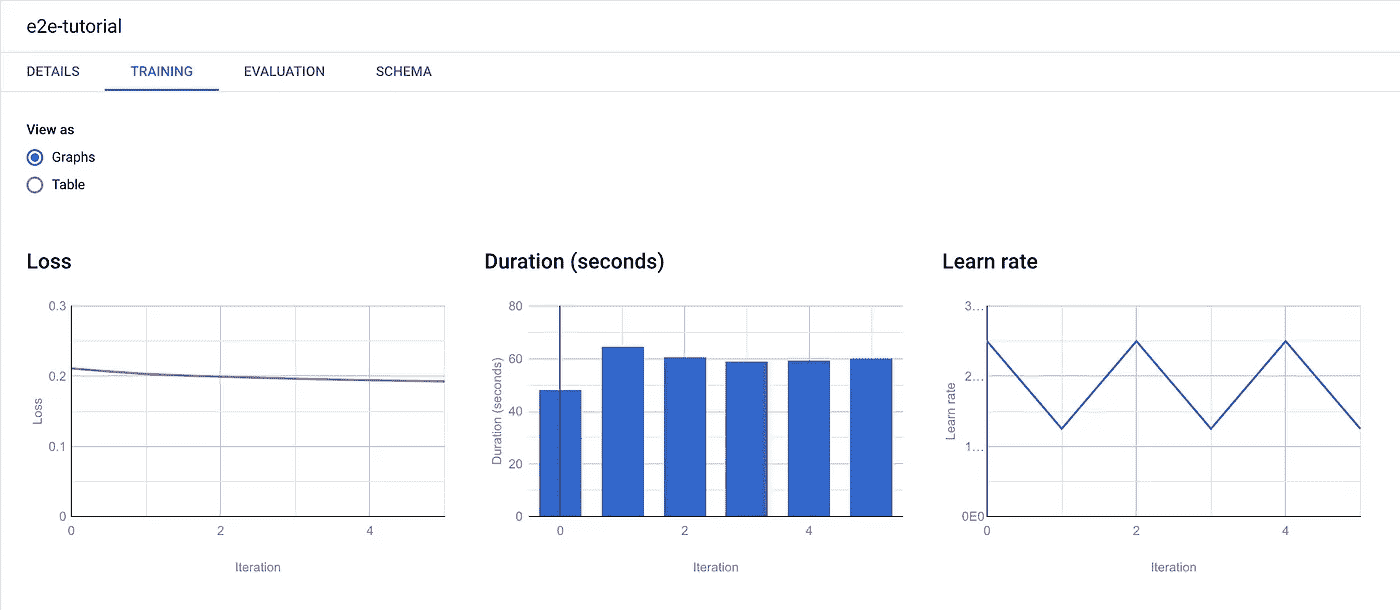 e2e-tutorial
DETAILS TRAINING EVALUATION SCHEMA
View as
Graphs
Table
Loss
0.3
0.2
0.1
0
0 2 4
Loss
Iteration
Duration (seconds)
80
60
40
20
0
0 2 4
Duration (seconds)
Iteration
Learn rate
3...
2...
1...
0E0
0 2 4
Learn rate
Iteration